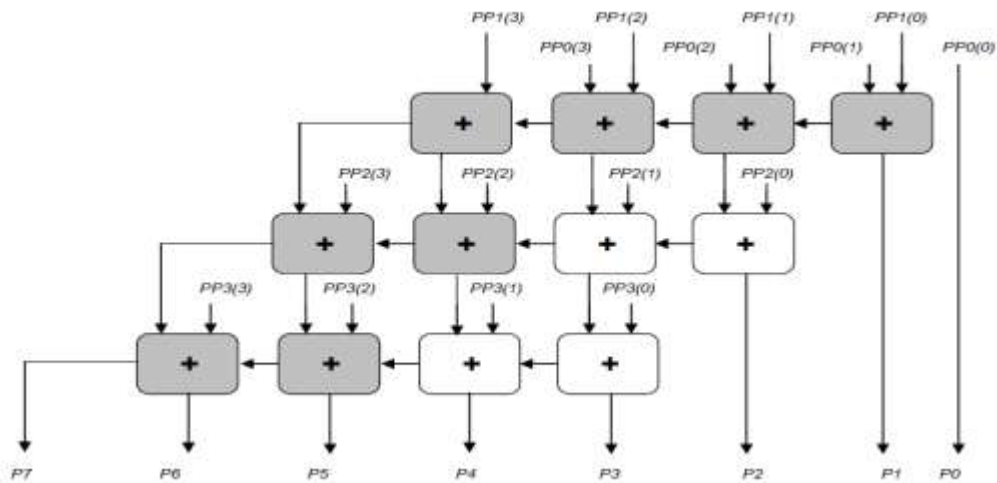 PP1(3) PP1(2) PP1(1) PP1(0)
PP0(3) PP0(2) PP0(1) PP0(0)
+ + + +
PP2(3) PP2(2) PP2(1) PP2(0)
+ + + +
PP3(3) PP3(2) PP3(1) PP3(0)
+ + + +
P7 P6 P5 P4 P3 P2 P1 P0